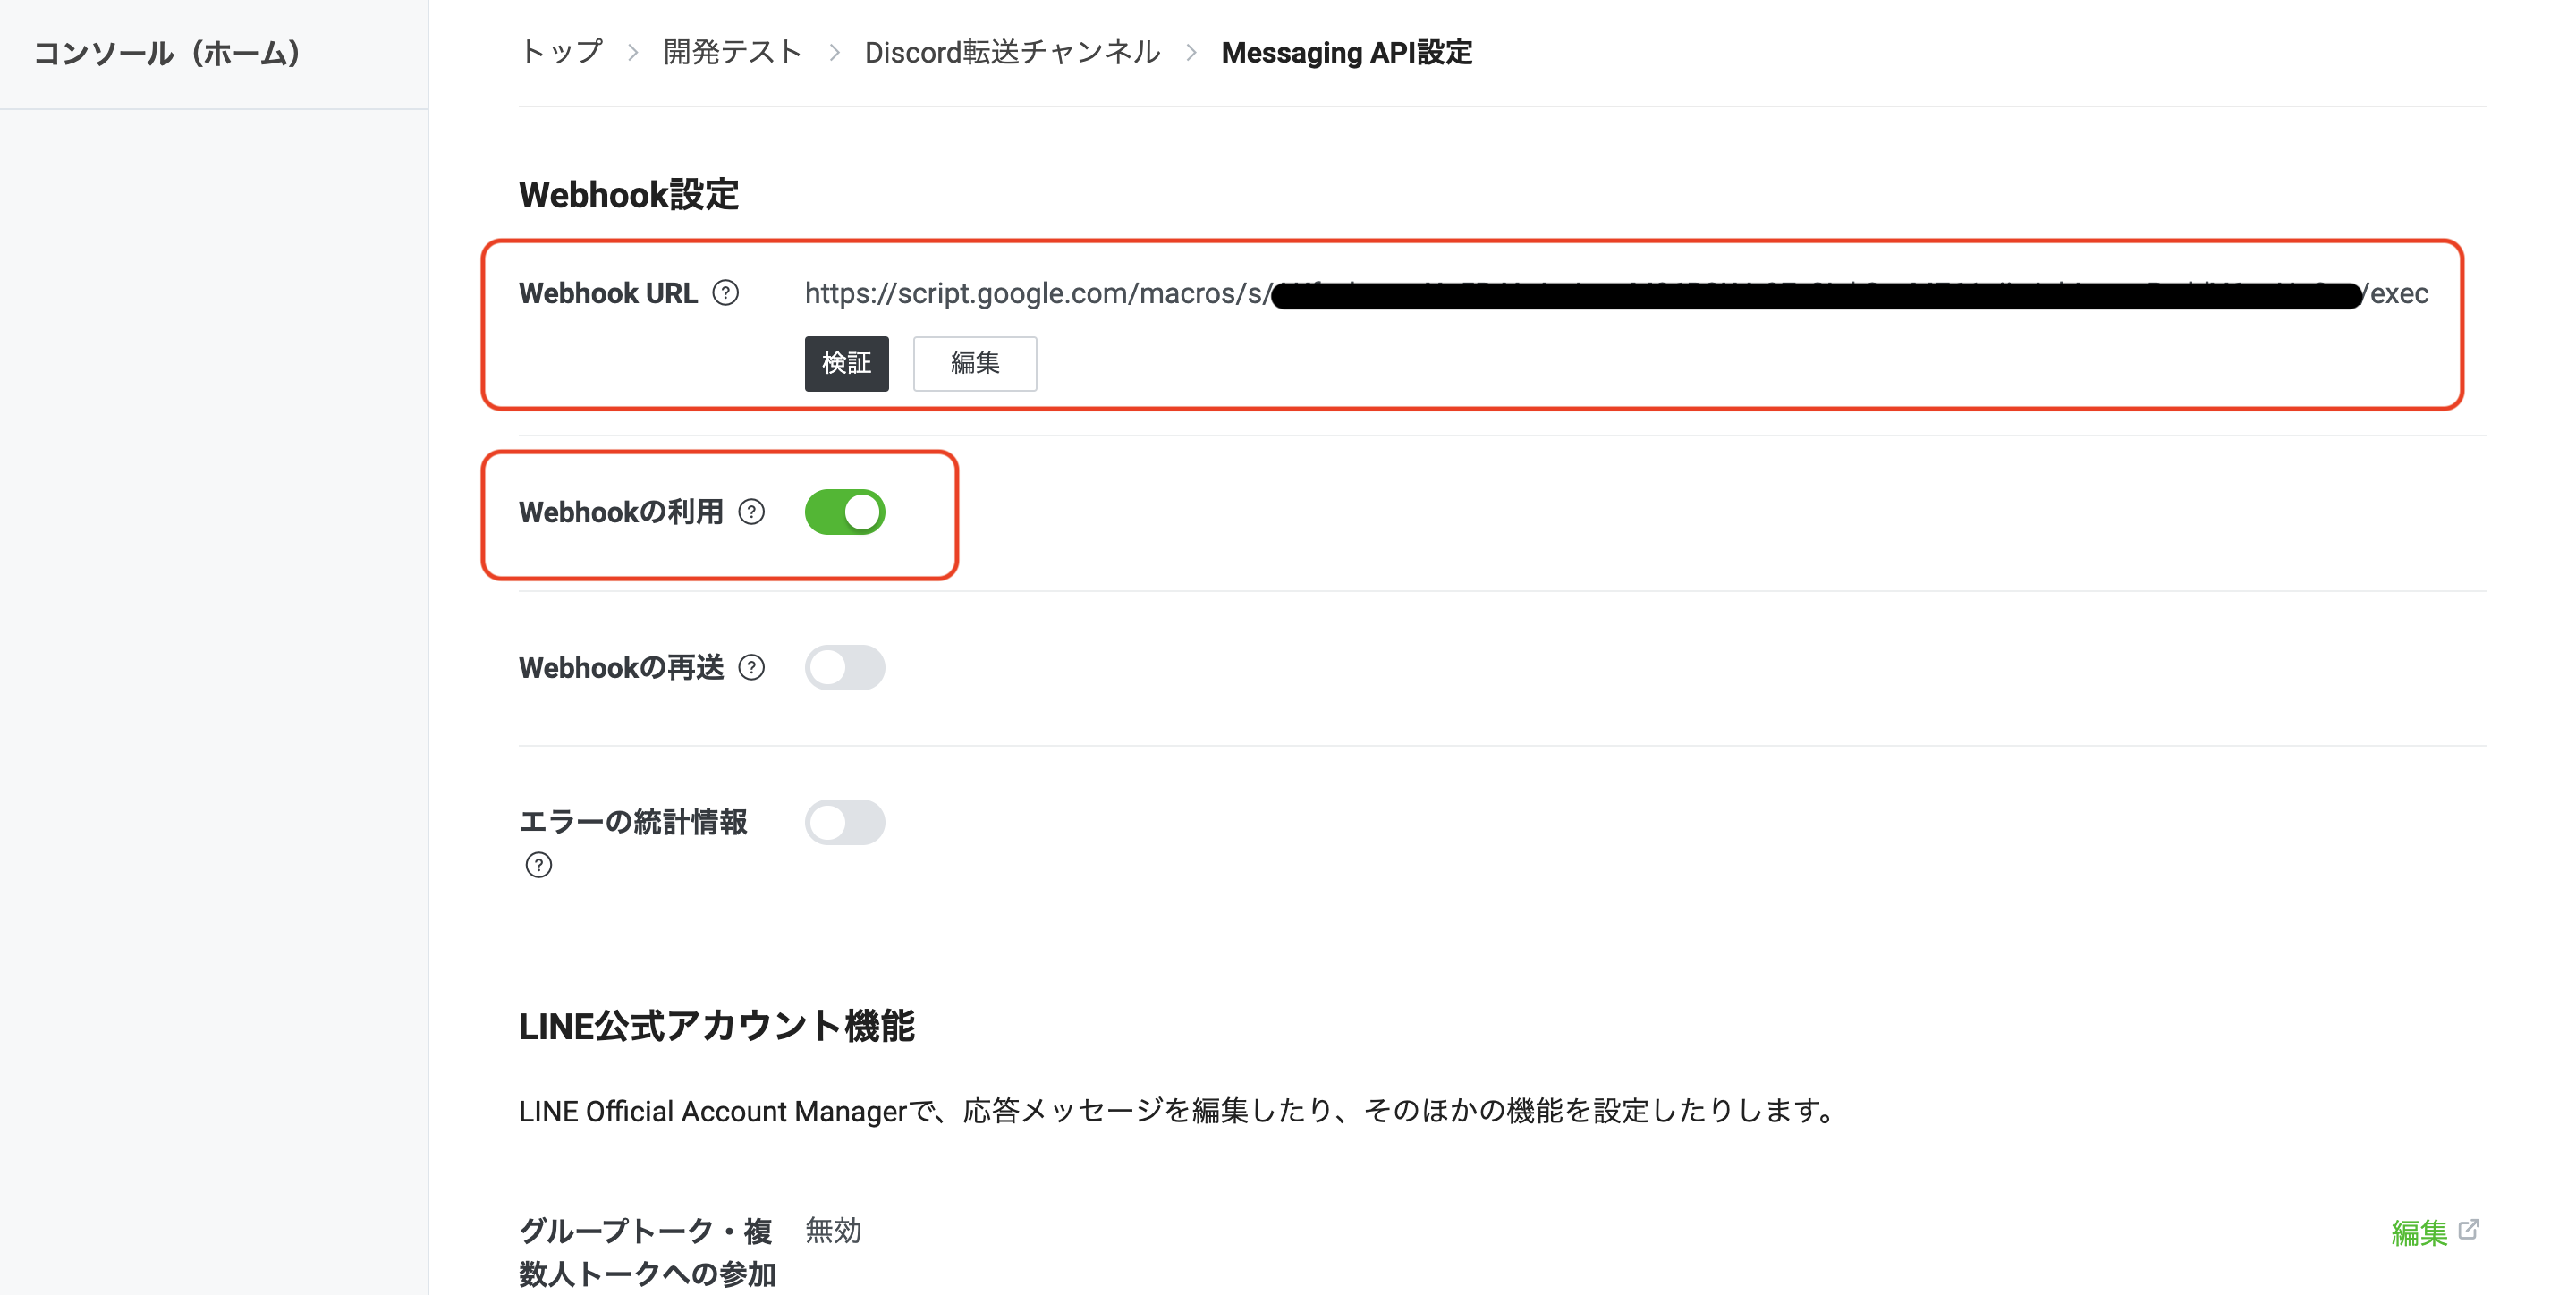 コンソール（ホーム）
トップ > 開発テスト > Discord転送チャンネル > Messaging API設定
Webhook設定
Webhook URL ? https://script.google.com/macros/s/ /exec
検証 編集
Webhookの利用 ?
Webhookの再送 ?
エラーの統計情報
?
LINE公式アカウント機能
LINE Official Account Managerで、応答メッセージを編集したり、そのほかの機能を設定したりします。
グループトーク・複 無効 編集
数人トークへの参加